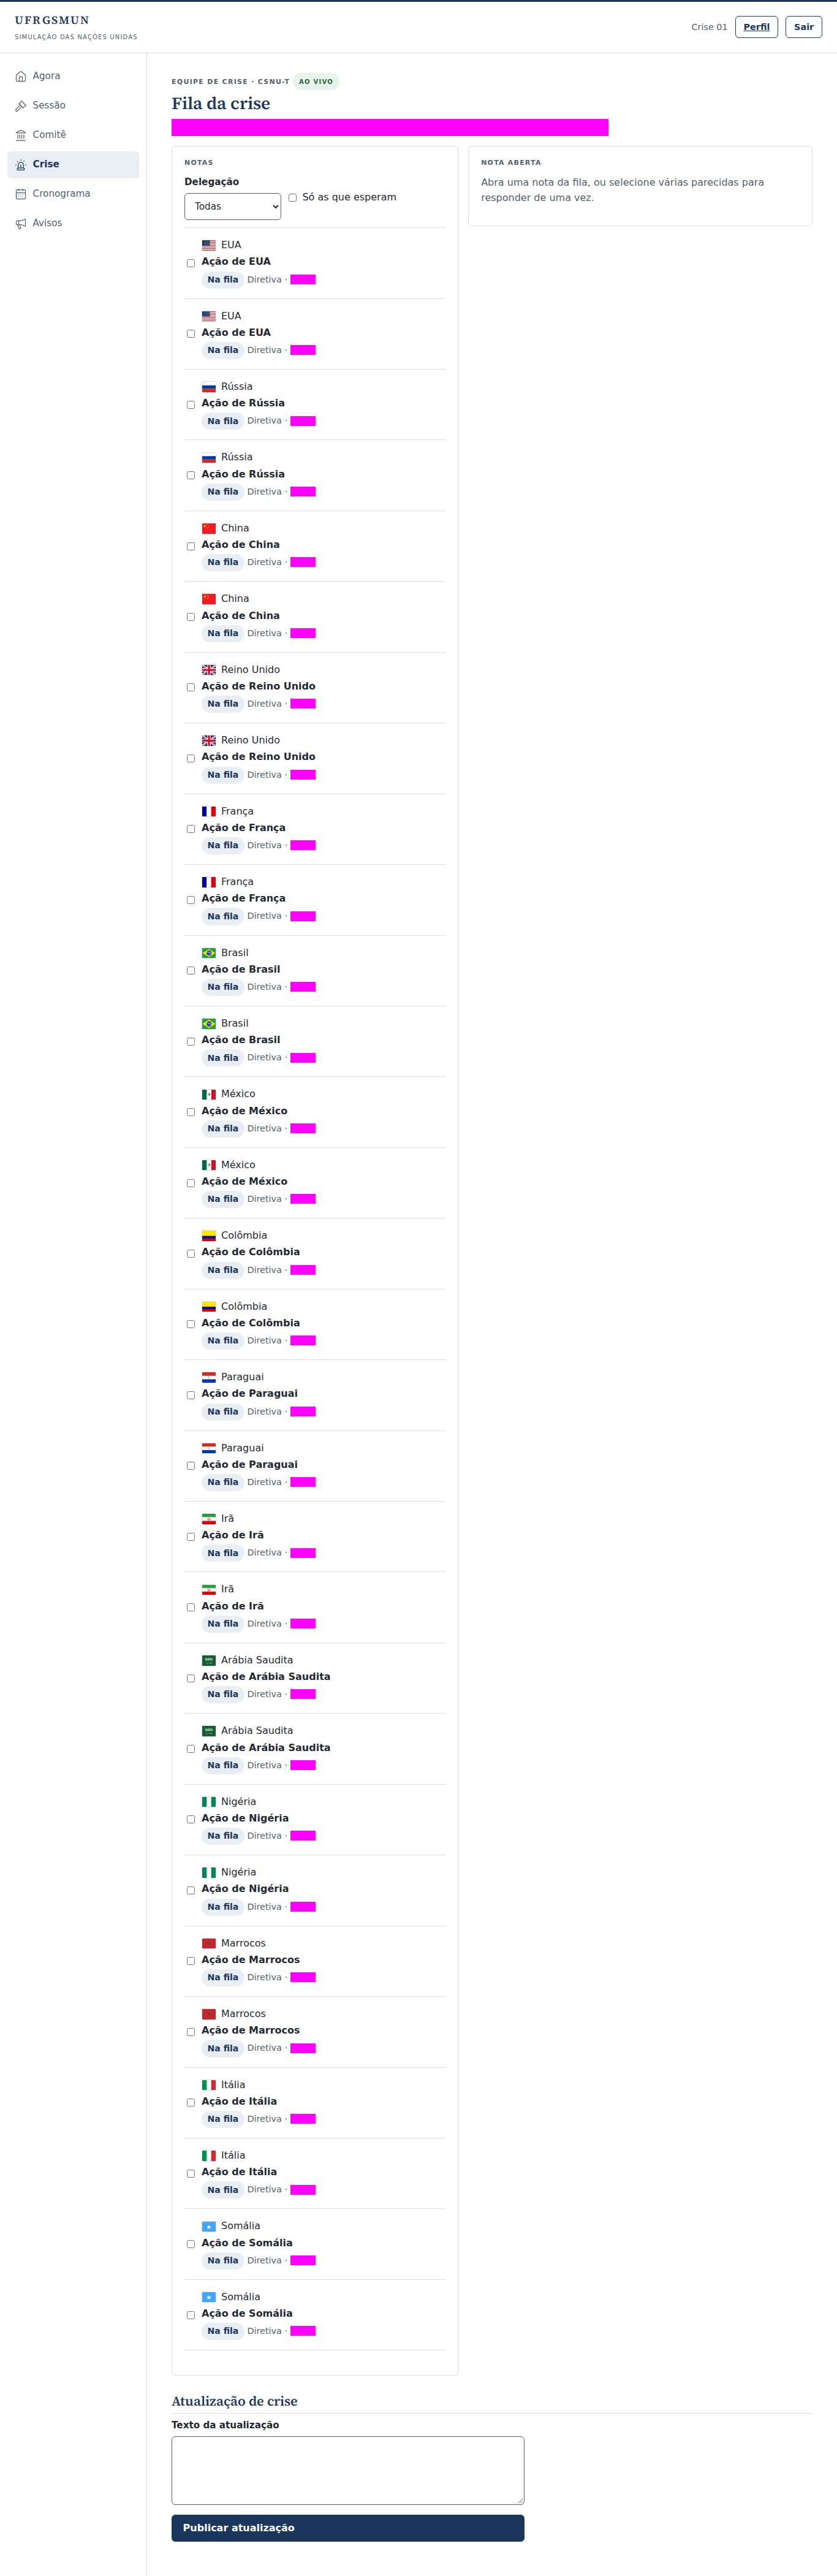 UFRGSMUN
SIMULAÇÃO DAS NAÇÕES UNIDAS
Crise 01
Perfil
Sair
Agora
Sessão
Comitê
Crise
Cronograma
Avisos
EQUIPE DE CRISE · CSNU-T
AO VIVO
Fila da crise
NOTAS
Delegação
Todas
Só as que esperam
EUA
Ação de EUA
Na fila Diretiva ·
EUA
Ação de EUA
Na fila Diretiva ·
Rússia
Ação de Rússia
Na fila Diretiva ·
Rússia
Ação de Rússia
Na fila Diretiva ·
China
Ação de China
Na fila Diretiva ·
China
Ação de China
Na fila Diretiva ·
Reino Unido
Ação de Reino Unido
Na fila Diretiva ·
Reino Unido
Ação de Reino Unido
Na fila Diretiva ·
França
Ação de França
Na fila Diretiva ·
França
Ação de França
Na fila Diretiva ·
Brasil
Ação de Brasil
Na fila Diretiva ·
Brasil
Ação de Brasil
Na fila Diretiva ·
México
Ação de México
Na fila Diretiva ·
México
Ação de México
Na fila Diretiva ·
Colômbia
Ação de Colômbia
Na fila Diretiva ·
Colômbia
Ação de Colômbia
Na fila Diretiva ·
Paraguai
Ação de Paraguai
Na fila Diretiva ·
Paraguai
Ação de Paraguai
Na fila Diretiva ·
Irã
Ação de Irã
Na fila Diretiva ·
Irã
Ação de Irã
Na fila Diretiva ·
Arábia Saudita
Ação de Arábia Saudita
Na fila Diretiva ·
Arábia Saudita
Ação de Arábia Saudita
Na fila Diretiva ·
Nigéria
Ação de Nigéria
Na fila Diretiva ·
Nigéria
Ação de Nigéria
Na fila Diretiva ·
Marrocos
Ação de Marrocos
Na fila Diretiva ·
Marrocos
Ação de Marrocos
Na fila Diretiva ·
Itália
Ação de Itália
Na fila Diretiva ·
Itália
Ação de Itália
Na fila Diretiva ·
Somália
Ação de Somália
Na fila Diretiva ·
Somália
Ação de Somália
Na fila Diretiva ·
NOTA ABERTA
Abra uma nota da fila, ou selecione várias parecidas para
responder de uma vez.
Atualização de crise
Texto da atualização
Publicar atualização